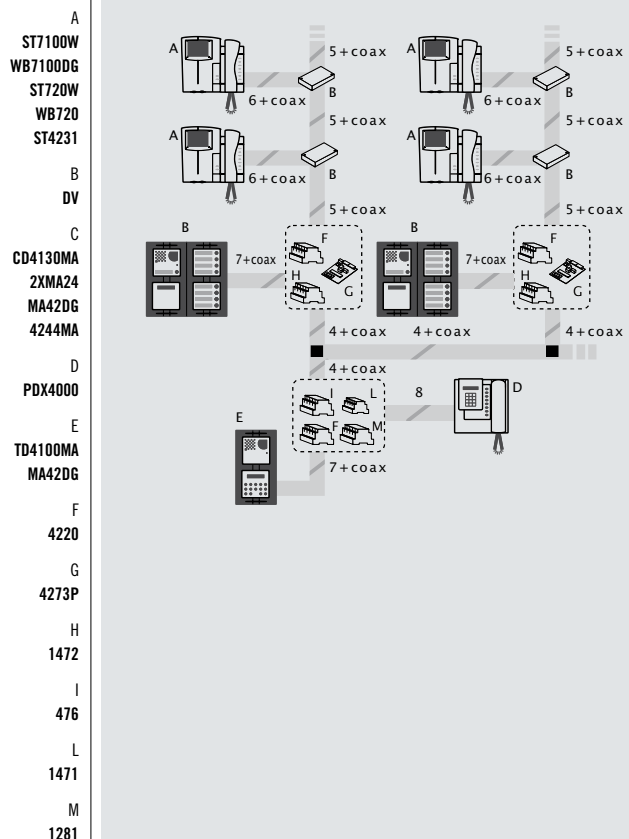 A
ST7100W
WB7100DG
ST720W
WB720
ST4231
B
DV
C
CD4130MA
2XMA24
MA42DG
4244MA
D
PDX4000
E
TD4100MA
MA42DG
F
4220
G
4273P
H
1472
I
476
L
1471
M
1281
A 5+coax A 5+coax
B B
6+coax 6+coax
5+coax 5+coax
A A
B B
6+coax 6+coax
5+coax 5+coax
B F B F
7+coax 7+coax
H G H G
4+coax 4+coax 4+coax
4+coax
I L 8 D
E F M
7+coax